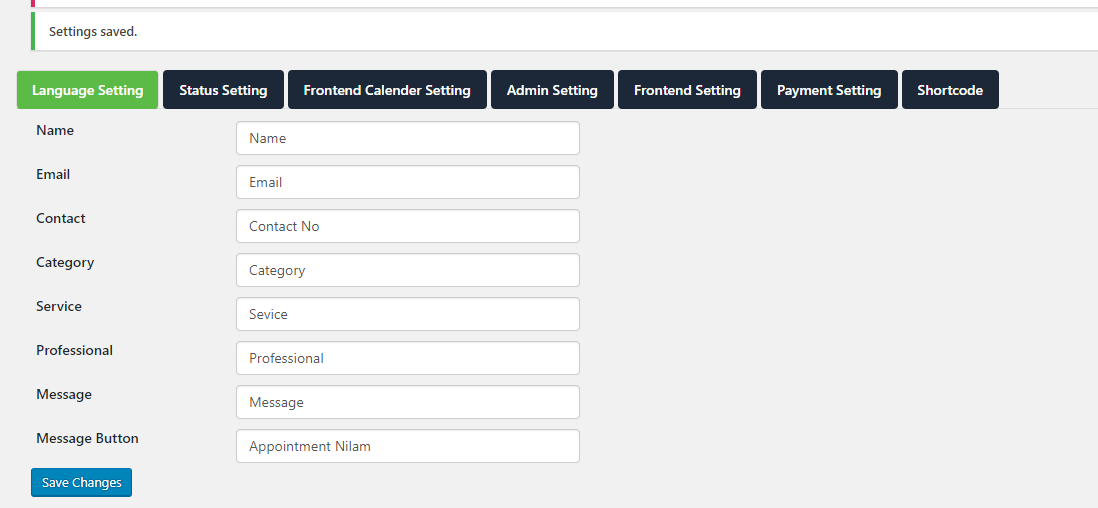 Settings saved.
Language Setting Status Setting Frontend Calender Setting Admin Setting Frontend Setting Payment Setting Shortcode
Name Name
Email Email
Contact Contact No
Category Category
Service Sevice
Professional Professional
Message Message
Message Button Appointment Nilam
Save Changes